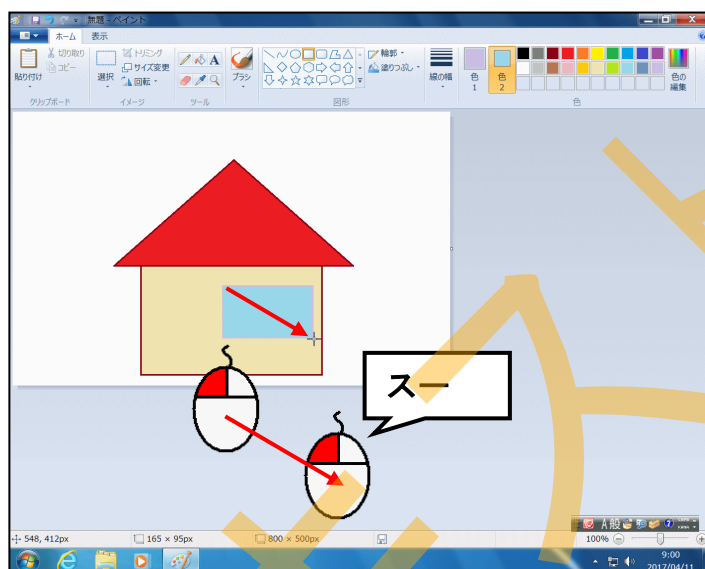 無題 - ペイント
ホーム 表示
貼り付け
切り取り
コピー
クリップボード
選択
トリミング
サイズ変更
回転
イメージ
A
ツール
ブラシ
図形
輪郭
塗りつぶし
線の幅
色
1
色
2
色の
編集
色
スー
A 般
548, 412px
165 × 95px
800 × 500px
100%
9:00
2017/04/11